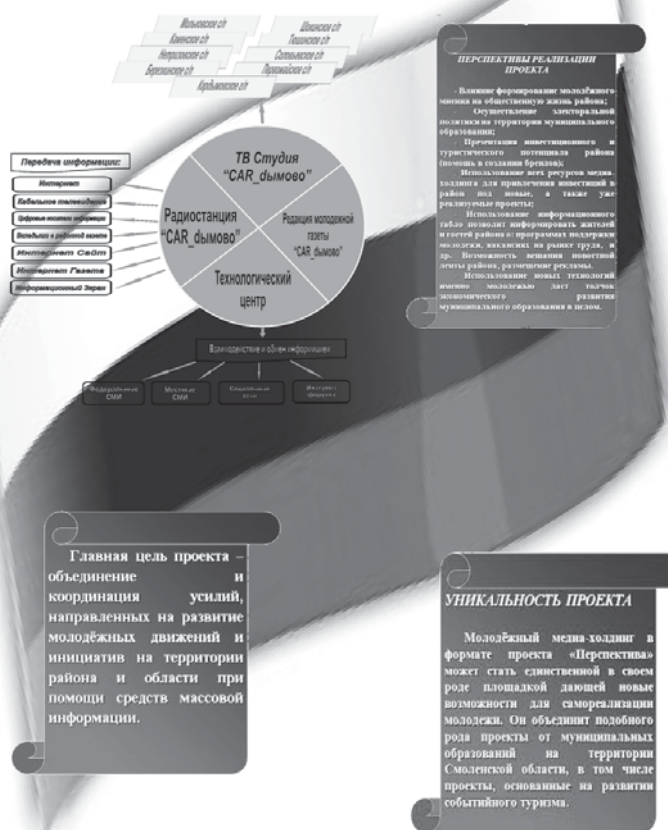 Мольковское с/п
Шокинское с/п
Каменское с/п
Тюшинское с/п
Нетризовское с/п
Соловьевское с/п
Березкинское с/п
Первомайское с/п
Кардымовское с/п
ПЕРСПЕКТИВЫ РЕАЛИЗАЦИИ
ПРОЕКТА
- Влияние формирование молодёжного
мнения на общественную жизнь района;
- Осуществление электоральной
политики на территории муниципального
образования;
- Презентация инвестиционного и
туристического потенциала района
(помощь в создании брендов);
- Использование всех ресурсов медиа-
холдинга для привлечения инвестиций в
район под новые, а также уже
реализуемые проекты;
- Использование информационного
табло позволит информировать жителей
и гостей района о: программах поддержки
молодежи, вакансиях на рынке труда, и
др. Возможность вещания новостной
ленты района, размещение рекламы.
- Использование новых технологий
именно молодежью даст толчок
экономического развития
муниципального образования в целом.
Передача информации:
Интернет
Кабельное телевидение
Цифровые носители информации
Вкладыши в районной газете
Интернет Сайт
Интернет Газета
Информационный Экран
ТВ Студия
“CAR_дымово”
Радиостанция
“CAR_дымово”
Редакция молодежной
газеты
“CAR_дымово”
Технологический
центр
Взаимодействие и обмен информацией
Федеральные
СМИ
Местные
СМИ
Социальные
сети
Интернет
форумы
Главная цель проекта –
объединение и
координация усилий,
направленных на развитие
молодёжных движений и
инициатив на территории
района и области при
помощи средств массовой
информации.
УНИКАЛЬНОСТЬ ПРОЕКТА
Молодёжный медиа-холдинг в
формате проекта «Перспектива»
может стать единственной в своем
роде площадкой дающей новые
возможности для самореализации
молодежи. Он объединит подобного
рода проекты от муниципальных
образований на территории
Смоленской области, в том числе
проекты, основанные на развитии
событийного туризма.